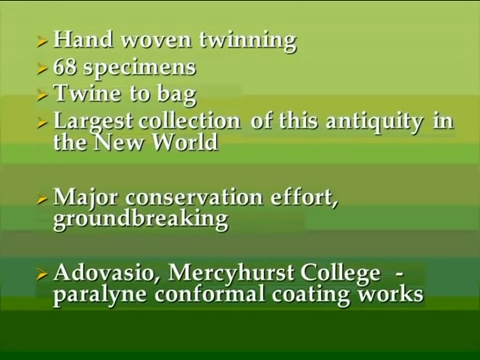 Hand woven twinning
68 specimens
Twine to bag
Largest collection of this antiquity in
the New World
Major conservation effort,
groundbreaking
Adovasio, Mercyhurst College -
paralyne conformal coating works